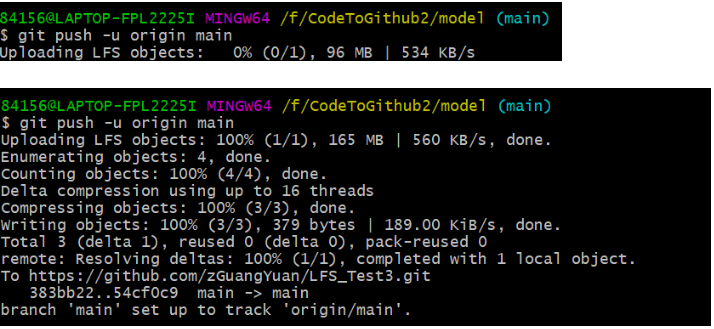 84156@LAPTOP-FPL2225I MINGW64 /f/CodeToGithub2/model (main)
$ git push -u origin main
Uploading LFS objects:   0% (0/1), 96 MB | 534 KB/s
84156@LAPTOP-FPL2225I MINGW64 /f/CodeToGithub2/model (main)
$ git push -u origin main
Uploading LFS objects: 100% (1/1), 165 MB | 560 KB/s, done.
Enumerating objects: 4, done.
Counting objects: 100% (4/4), done.
Delta compression using up to 16 threads
Compressing objects: 100% (3/3), done.
Writing objects: 100% (3/3), 379 bytes | 189.00 KiB/s, done.
Total 3 (delta 1), reused 0 (delta 0), pack-reused 0
remote: Resolving deltas: 100% (1/1), completed with 1 local object.
To https://github.com/zGuangYuan/LFS_Test3.git
   383bb22..54cf0c9  main -> main
branch 'main' set up to track 'origin/main'.